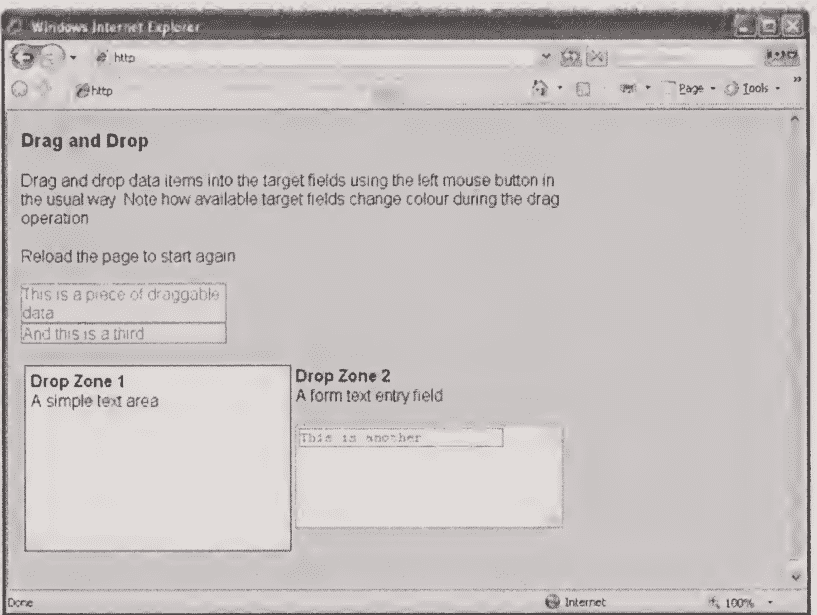 Windows Internet Explorer
http
http
Page
Tools
Drag and Drop
Drag and drop data items into the target fields using the left mouse button in
the usual way Note how available target fields change colour during the drag
operation
Reload the page to start again
This is a piece of draggable
data
And this is a third
Drop Zone 1
A simple text area
Drop Zone 2
A form text entry field
This is another
Done
Internet
100%